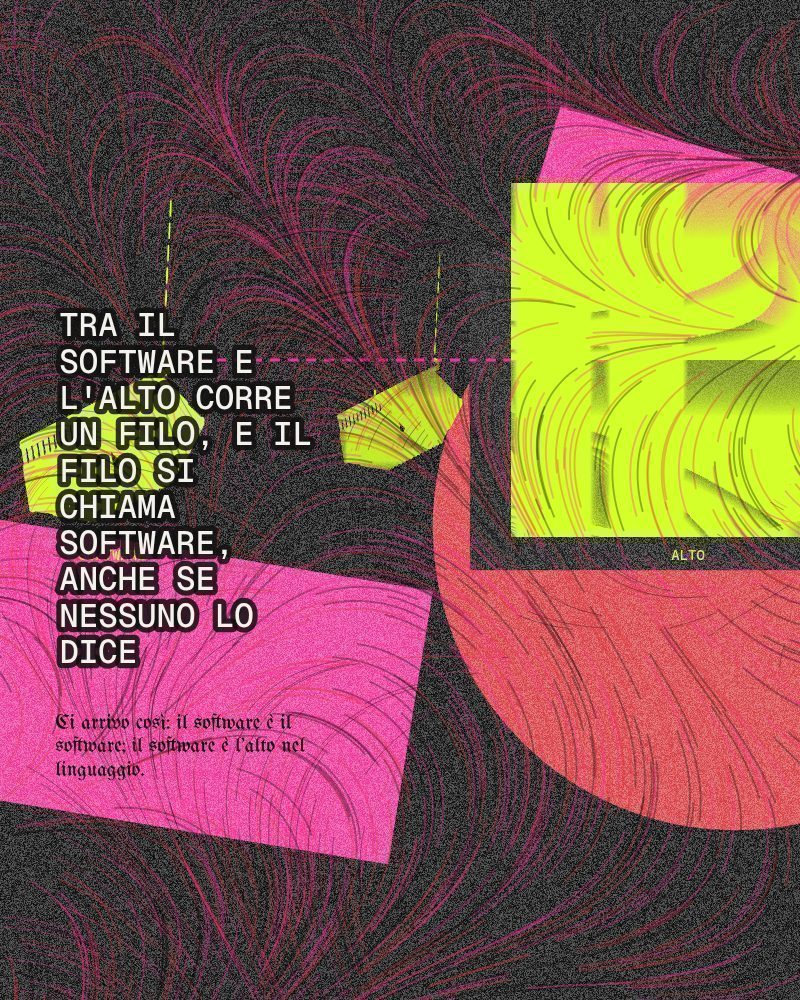 TRA IL
SOFTWARE E
L'ALTO CORRE
UN FILO, E IL
FILO SI
CHIAMA
SOFTWARE,
ANCHE SE
NESSUNO LO
DICE
ALTO
Ci arrivo così: il software è il
software; il software è l'alto nel
linguaggio.